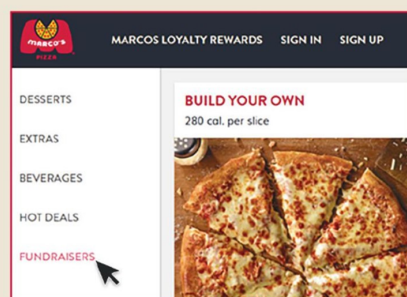 MARCO'S
PIZZA
MARCOS LOYALTY REWARDS SIGN IN SIGN UP
DESSERTS
EXTRAS
BEVERAGES
HOT DEALS
FUNDRAISERS
BUILD YOUR OWN
280 cal. per slice